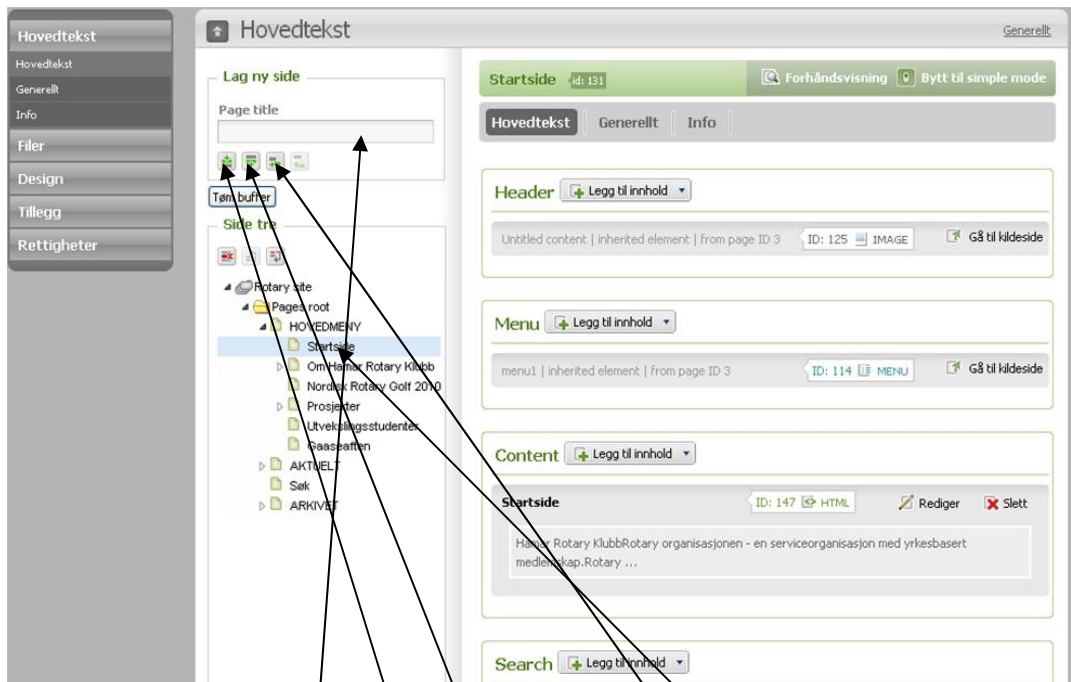 Hovedtekst
Hovedtekst
Generellt
Info
Filer
Design
Tillegg
Rettigheter
Hovedtekst
Generellt
Lag ny side
Page title
Tøm buffer
Side tre
Rotary site
Pages root
HOVEDMENY
Startside
Om Hamar Rotary Klubb
Nordisk Rotary Golf 2010
Prosjekter
Utvekslingsstudenter
Gaaseaften
AKTUELT
Søk
ARKIVET
Startside id: 131 Forhåndsvisning Bytt til simple mode
Hovedtekst Generellt Info
Header Legg til innhold
Untitled content | inherited element | from page ID 3 ID: 125 IMAGE Gå til kildeside
Menu Legg til innhold
menu1 | inherited element | from page ID 3 ID: 114 MENU Gå til kildeside
Content Legg til innhold
Startside ID: 147 HTML Rediger Slett
Hamar Rotary KlubbRotary organisasjonen - en serviceorganisasjon med yrkesbasert
medlemskap.Rotary ...
Search Legg til innhold